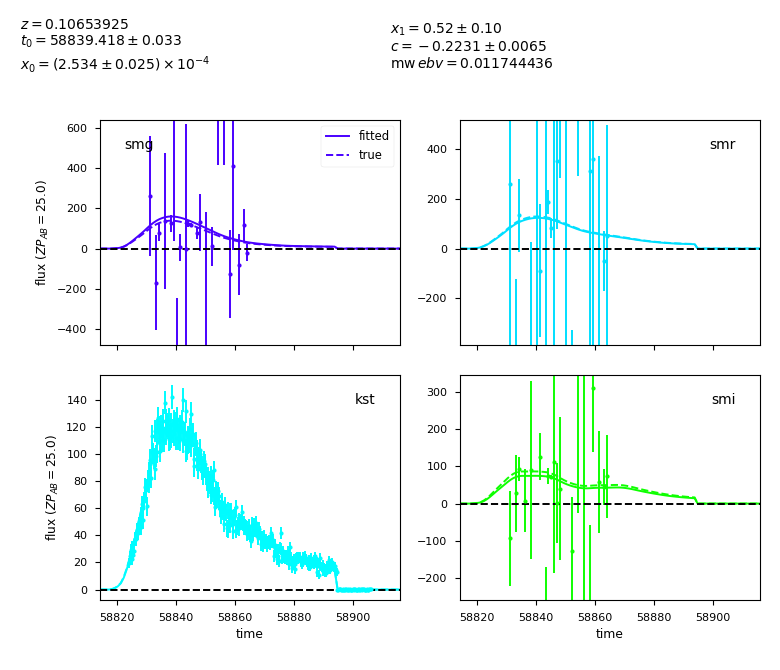 z = 0.10653925
t₀ = 58839.418 ± 0.033
x₀ = (2.534 ± 0.025) × 10⁻⁴
x₁ = 0.52 ± 0.10
c = −0.2231 ± 0.0065
mw ebv = 0.011744436
smg
fitted
true
600
400
200
0
−200
−400
flux (ZP_AB = 25.0)
smr
400
200
0
−200
kst
140
120
100
80
60
40
20
0
flux (ZP_AB = 25.0)
58820 58840 58860 58880 58900
time
smi
300
200
100
0
−100
−200
58820 58840 58860 58880 58900
time